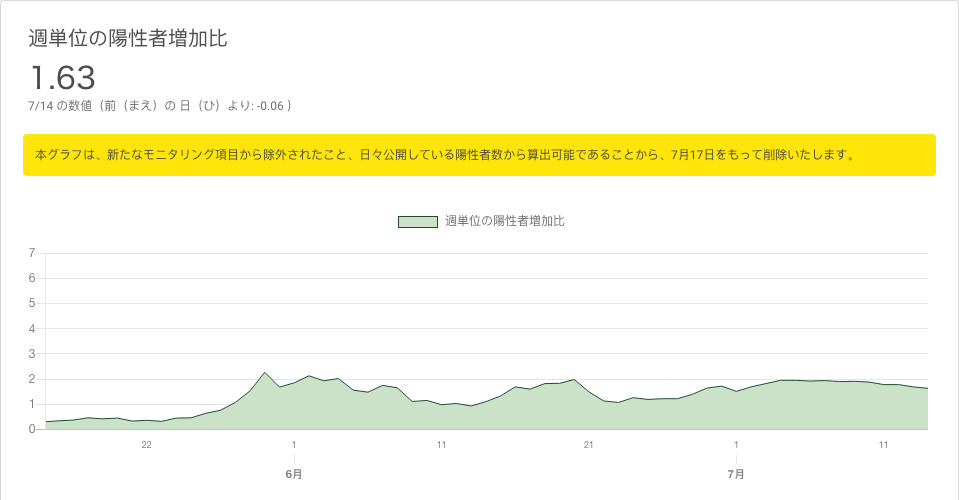 週単位の陽性者増加比
1.63
7/14 の数値（前（まえ）の 日（ひ）より: -0.06 ）
本グラフは、新たなモニタリング項目から除外されたこと、日々公開している陽性者数から算出可能であることから、7月17日をもって削除いたします。
週単位の陽性者増加比
7
6
5
4
3
2
1
0
22 1 11 21 1 11
6月 7月